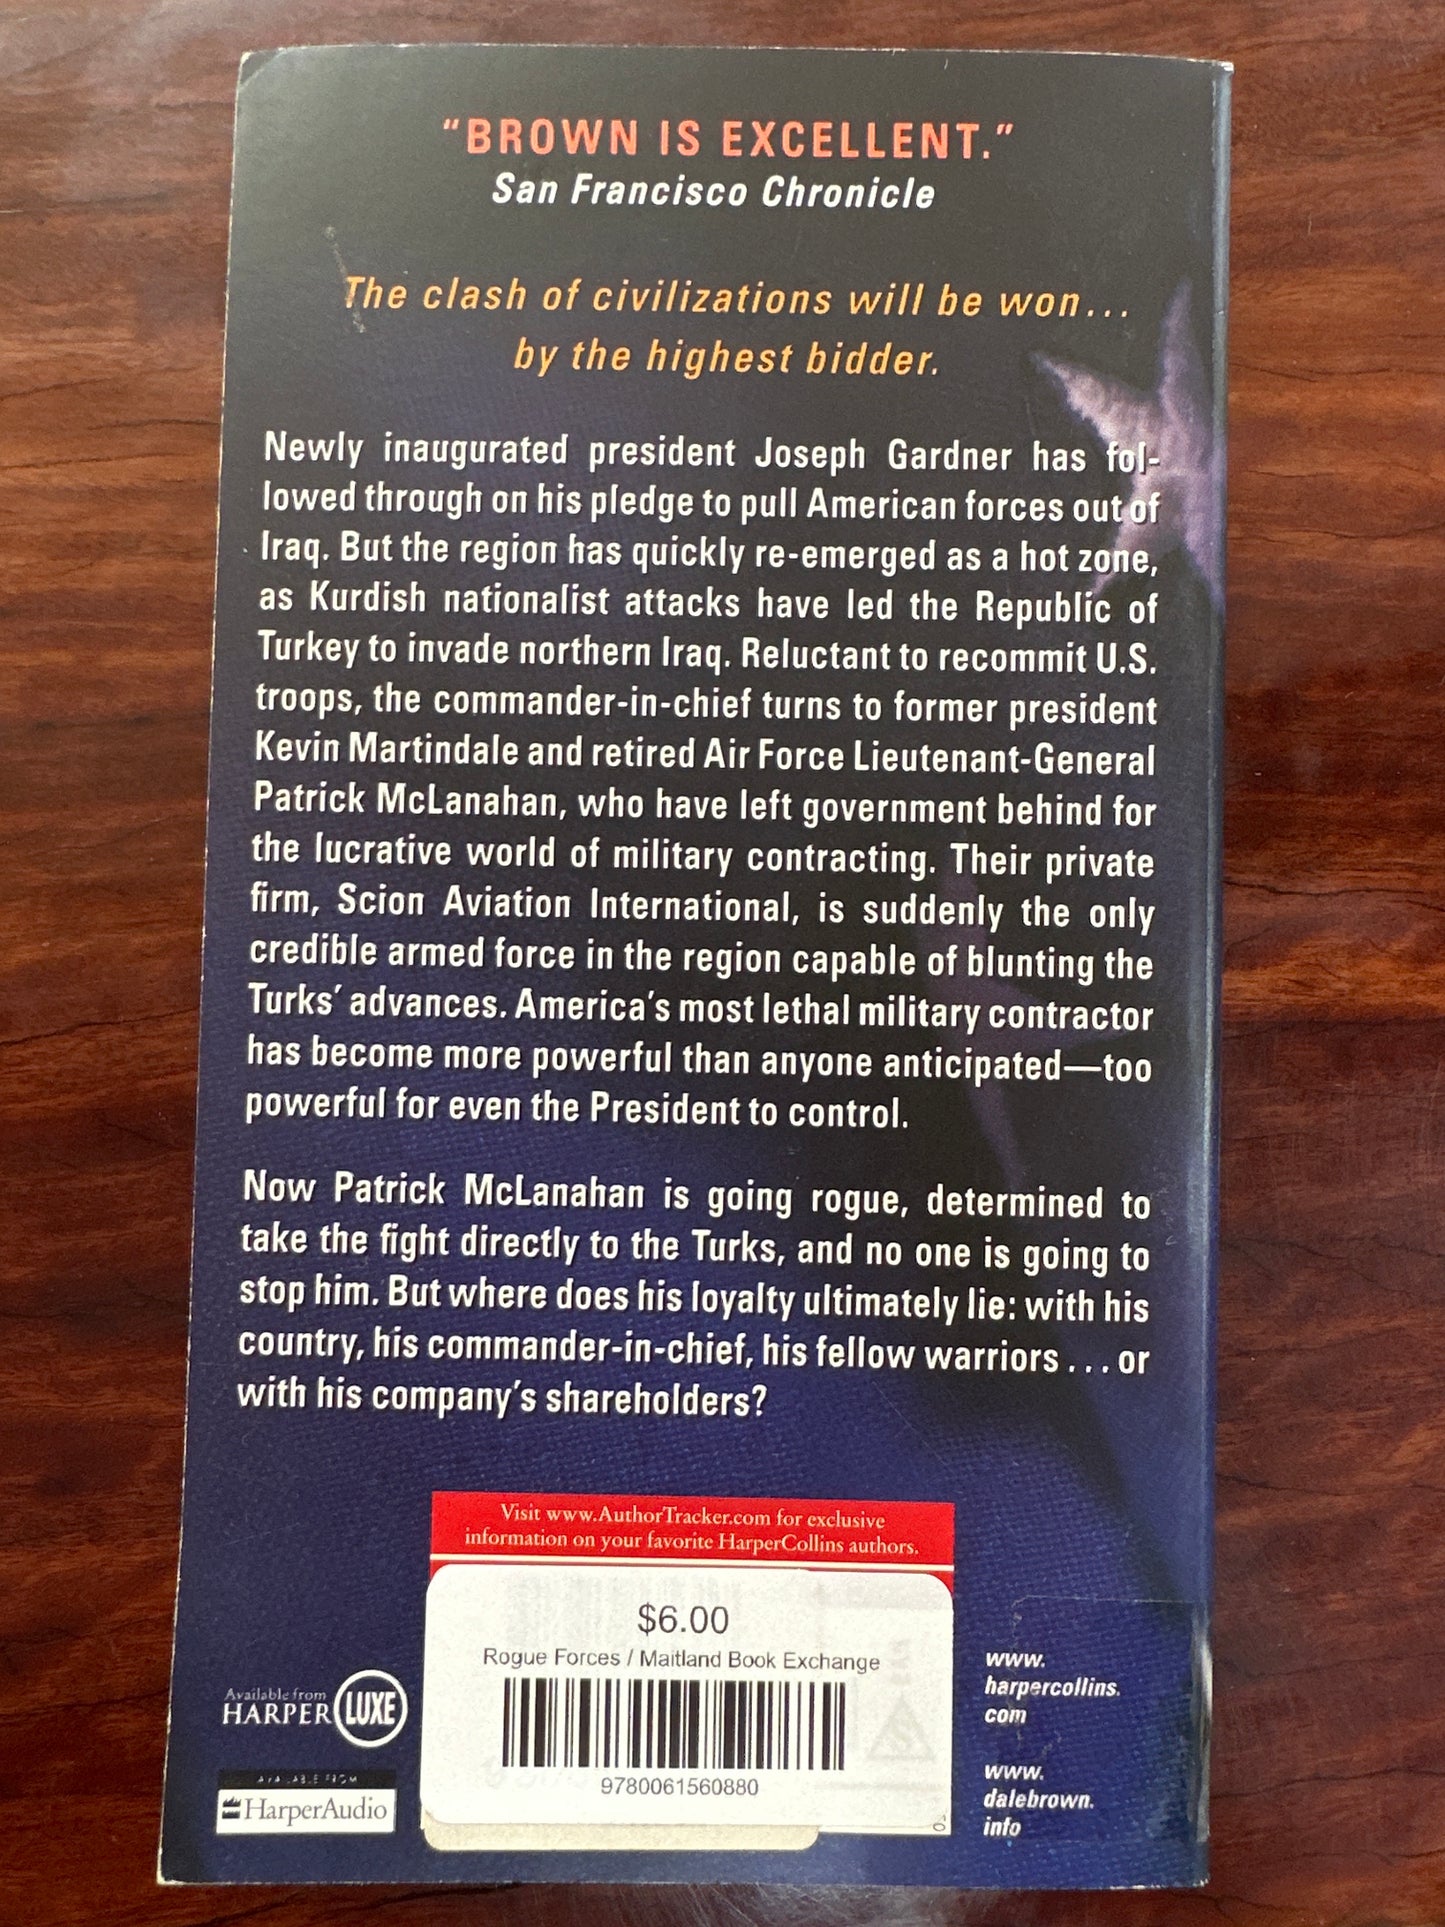 "BROWN IS EXCELLENT."
San Francisco Chronicle
The clash of civilizations will be won...
by the highest bidder.
Newly inaugurated president Joseph Gardner has fol-
lowed through on his pledge to pull American forces out of
Iraq. But the region has quickly re-emerged as a hot zone,
as Kurdish nationalist attacks have led the Republic of
Turkey to invade northern Iraq. Reluctant to recommit U.S.
troops, the commander-in-chief turns to former president
Kevin Martindale and retired Air Force Lieutenant-General
Patrick McLanahan, who have left government behind for
the lucrative world of military contracting. Their private
firm, Scion Aviation International, is suddenly the only
credible armed force in the region capable of blunting the
Turks' advances. America's most lethal military contractor
has become more powerful than anyone anticipated—too
powerful for even the President to control.
Now Patrick McLanahan is going rogue, determined to
take the fight directly to the Turks, and no one is going to
stop him. But where does his loyalty ultimately lie: with his
country, his commander-in-chief, his fellow warriors . . . or
with his company's shareholders?
Visit www.AuthorTracker.com for exclusive
information on your favorite HarperCollins authors.
$6.00
Rogue Forces / Maitland Book Exchange
9780061560880
Available from
HARPER LUXE
AVAILABLE FROM
HarperAudio
www.
harpercollins.
com
www.
dalebrown.
info